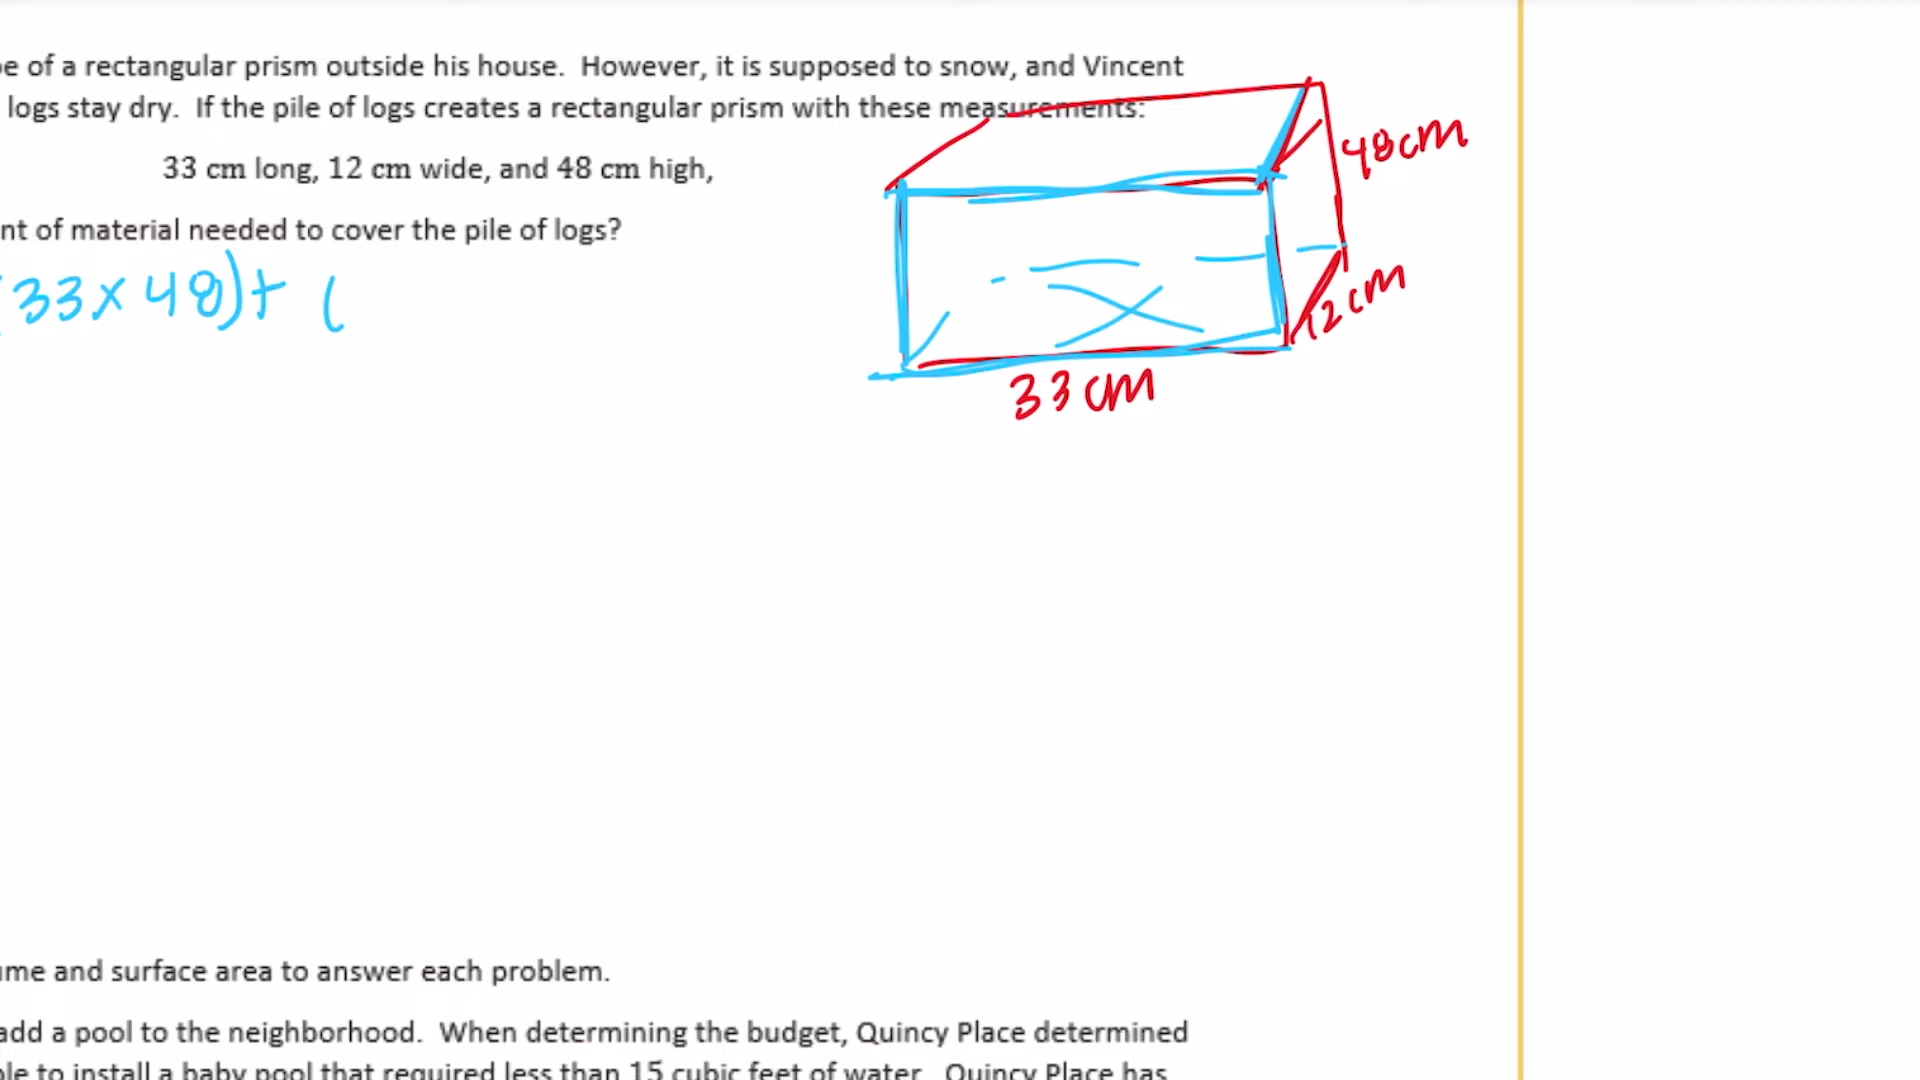 e of a rectangular prism outside his house. However, it is supposed to snow, and Vincent
logs stay dry. If the pile of logs creates a rectangular prism with these measurements:
33 cm long, 12 cm wide, and 48 cm high,
nt of material needed to cover the pile of logs?
33 x 48) + (
48cm
12cm
33cm
me and surface area to answer each problem.
add a pool to the neighborhood. When determining the budget, Quincy Place determined
le to install a baby pool that required less than 15 cubic feet of water. Quincy Place has